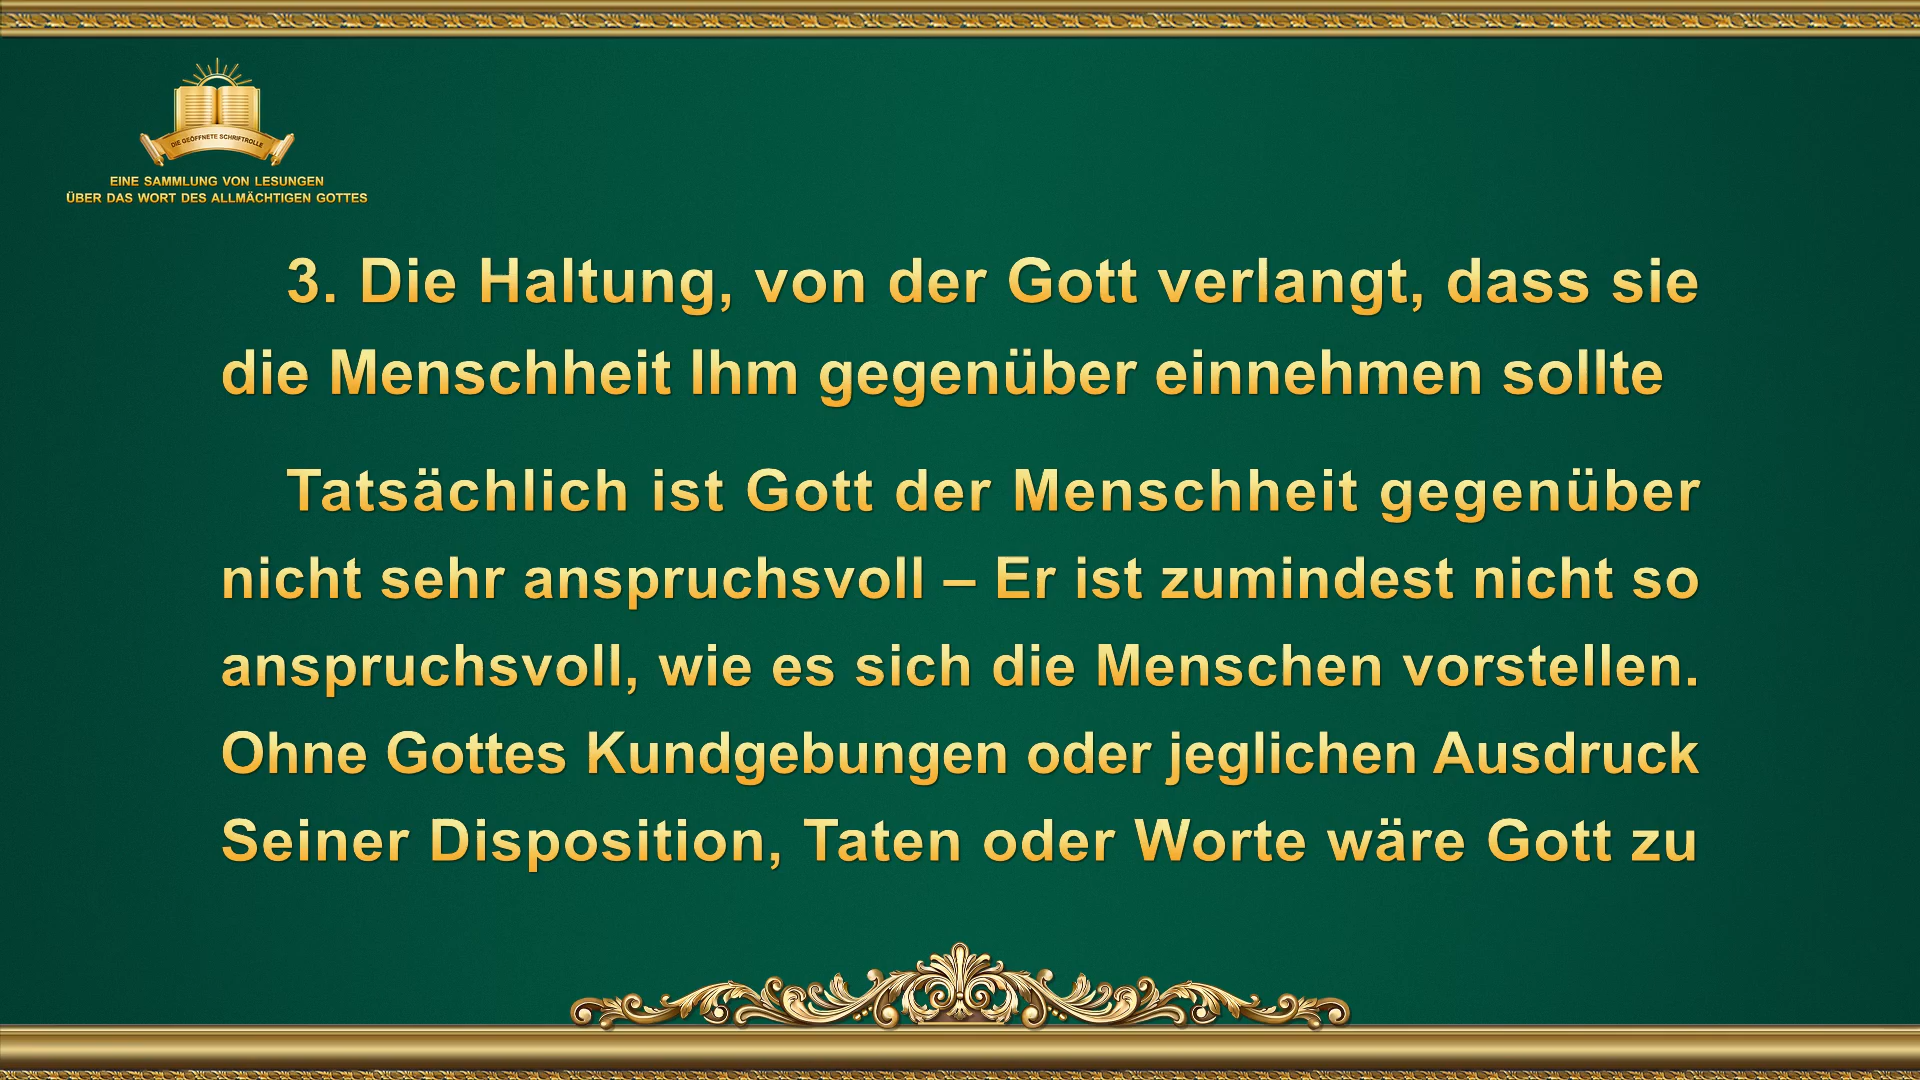 DIE GEÖFFNETE SCHRIFTROLLE
EINE SAMMLUNG VON LESUNGEN
ÜBER DAS WORT DES ALLMÄCHTIGEN GOTTES
3. Die Haltung, von der Gott verlangt, dass sie
die Menschheit Ihm gegenüber einnehmen sollte
Tatsächlich ist Gott der Menschheit gegenüber
nicht sehr anspruchsvoll – Er ist zumindest nicht so
anspruchsvoll, wie es sich die Menschen vorstellen.
Ohne Gottes Kundgebungen oder jeglichen Ausdruck
Seiner Disposition, Taten oder Worte wäre Gott zu